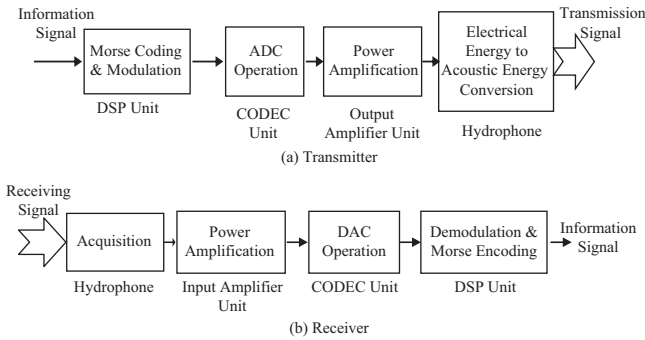 Information
Signal
Morse Coding
& Modulation
DSP Unit
ADC
Operation
CODEC
Unit
Power
Amplification
Output
Amplifier Unit
Electrical
Energy to
Acoustic Energy
Conversion
Hydrophone
Transmission
Signal
(a) Transmitter
Receiving
Signal
Acquisition
Hydrophone
Power
Amplification
Input Amplifier
Unit
DAC
Operation
CODEC Unit
Demodulation &
Morse Encoding
DSP Unit
Information
Signal
(b) Receiver